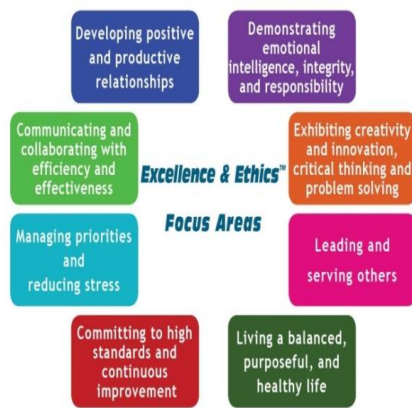 Developing positive
and productive
relationships
Demonstrating
emotional
intelligence, integrity,
and responsibility
Communicating and
collaborating with
efficiency and
effectiveness
Excellence & Ethics™
Focus Areas
Exhibiting creativity
and innovation,
critical thinking and
problem solving
Managing priorities
and
reducing stress
Leading and
serving others
Committing to high
standards and
continuous
improvement
Living a balanced,
purposeful, and
healthy life